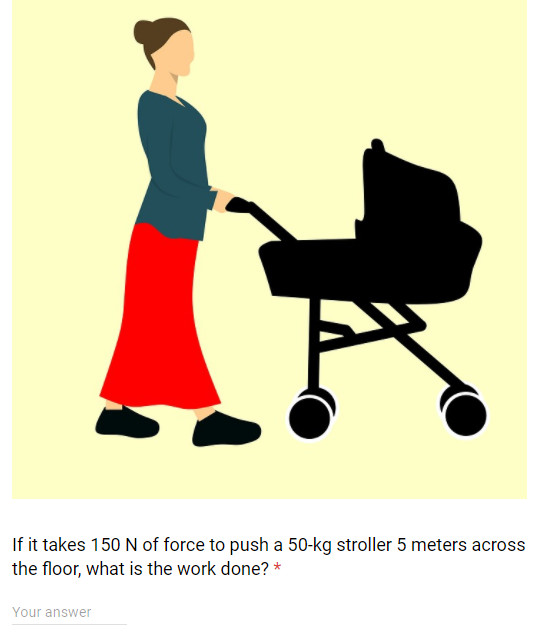 If it takes 150 N of force to push a 50-kg stroller 5 meters across
the floor, what is the work done? *
Your answer